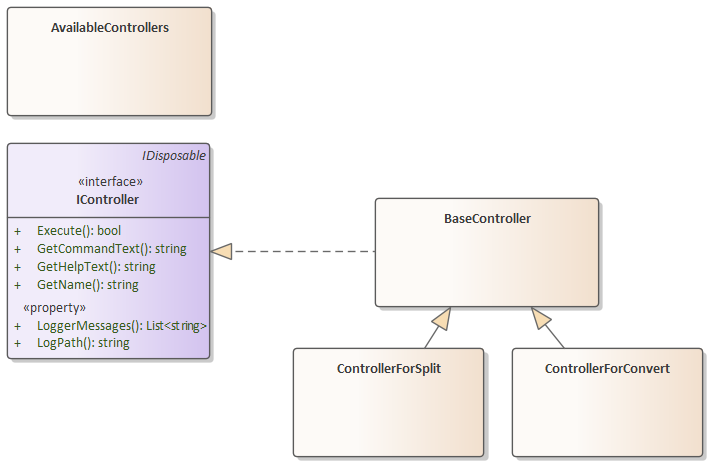 AvailableControllers
IDisposable
«interface»
IController
+ Execute(): bool
+ GetCommandText(): string
+ GetHelpText(): string
+ GetName(): string
«property»
+ LoggerMessages(): List<string>
+ LogPath(): string
BaseController
ControllerForSplit
ControllerForConvert